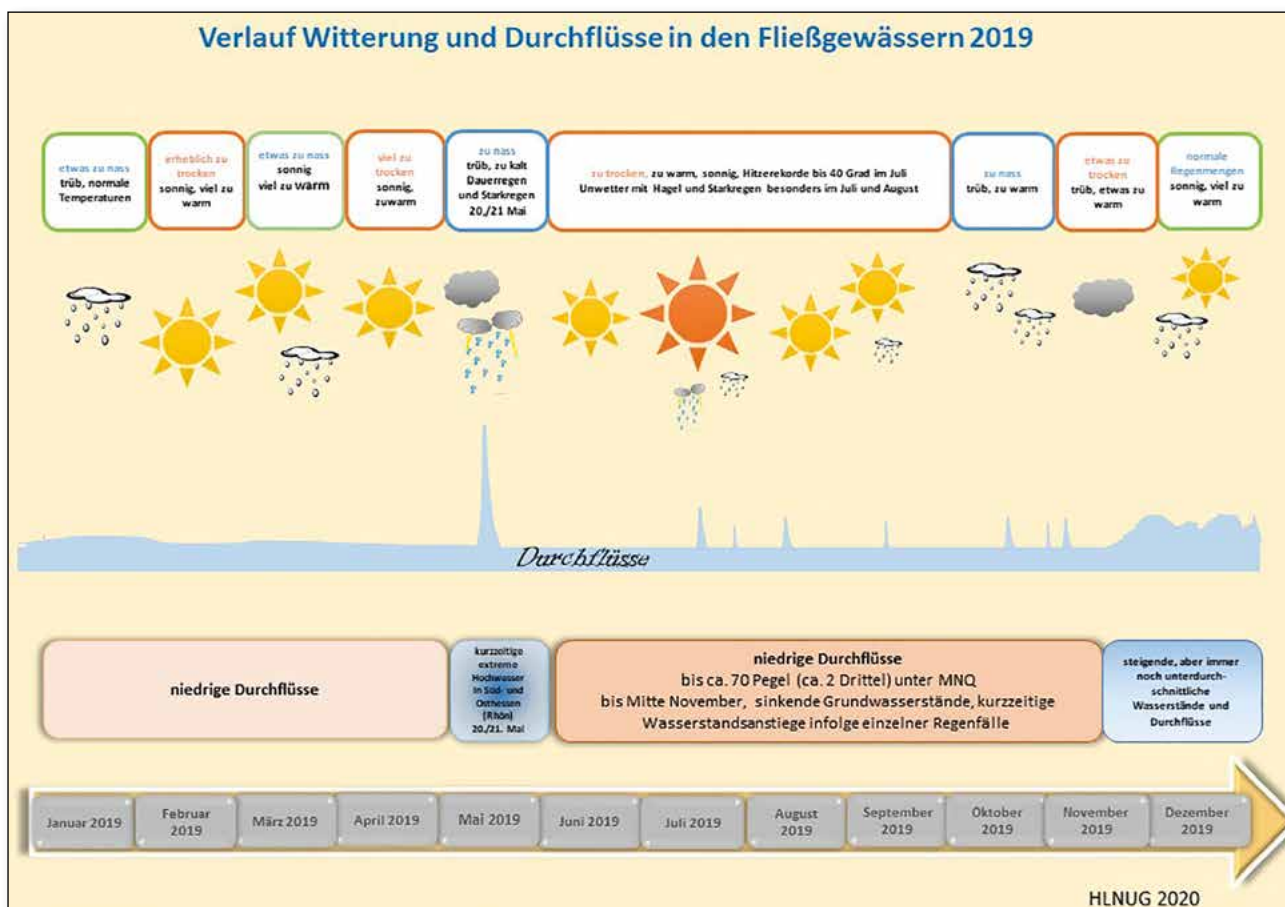 Verlauf Witterung und Durchflüsse in den Fließgewässern 2019
etwas zu nass
trüb, normale
Temperaturen
erheblich zu
trocken
sonnig, viel zu
warm
etwas zu nass
sonnig
viel zu warm
viel zu
trocken
sonnig,
zuwarm
zu nass
trüb, zu kalt
Dauerregen
und Starkregen
20./21 Mai
zu trocken, zu warm, sonnig, Hitzerekorde bis 40 Grad im Juli
Unwetter mit Hagel und Starkregen besonders im Juli und August
zu nass
trüb, zu warm
etwas zu
trocken
trüb, etwas zu
warm
normale
Regenmengen
sonnig, viel zu
warm
Durchflüsse
niedrige Durchflüsse
kurzzeitige
extreme
Hochwasser
in Süd- und
Osthessen
(Rhön)
20./21. Mai
niedrige Durchflüsse
bis ca. 70 Pegel (ca. 2 Drittel) unter MNQ
bis Mitte November, sinkende Grundwasserstände, kurzzeitige
Wasserstandsanstiege infolge einzelner Regenfälle
steigende, aber immer
noch unterdurch-
schnittliche
Wasserstände und
Durchflüsse
Januar 2019
Februar
2019
März 2019
April 2019
Mai 2019
Juni 2019
Juli 2019
August
2019
September
2019
Oktober
2019
November
2019
Dezember
2019
HLNUG 2020